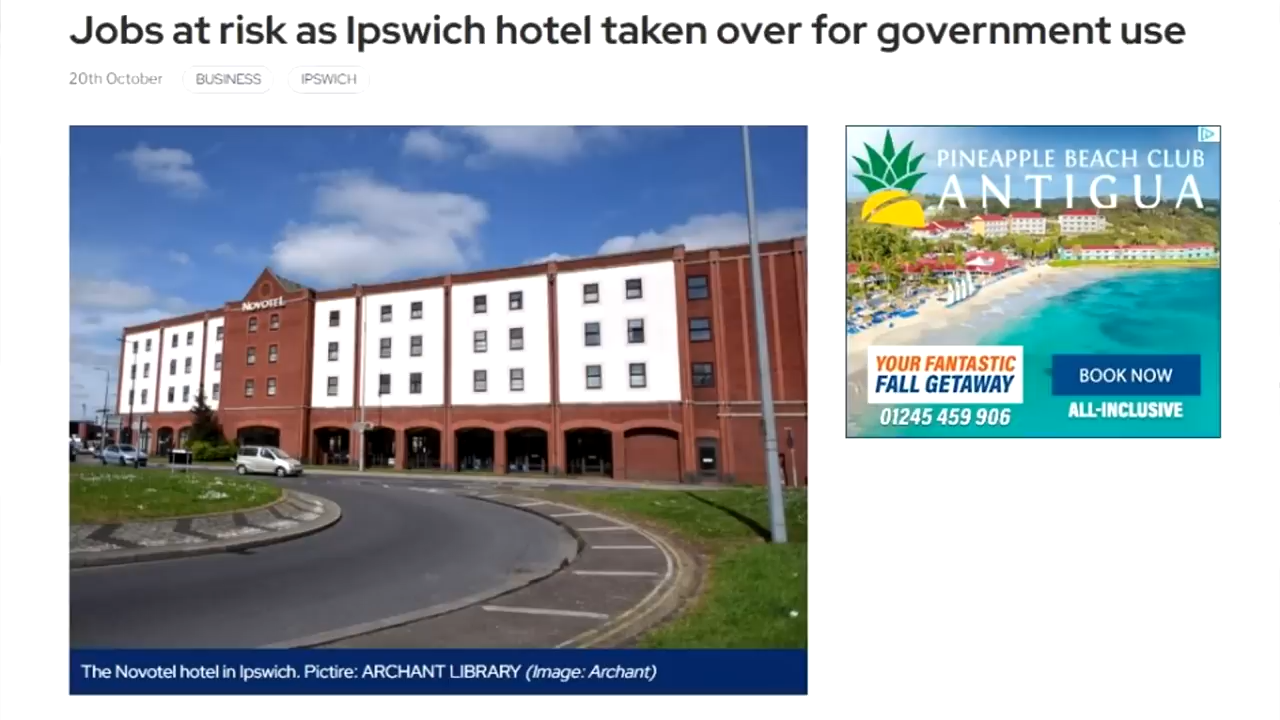 Jobs at risk as Ipswich hotel taken over for government use
20th October BUSINESS IPSWICH
NOVOTEL
The Novotel hotel in Ipswich. Pictire: ARCHANT LIBRARY (Image: Archant)
PINEAPPLE BEACH CLUB
ANTIGUA
YOUR FANTASTIC
FALL GETAWAY
01245 459 906
BOOK NOW
ALL-INCLUSIVE